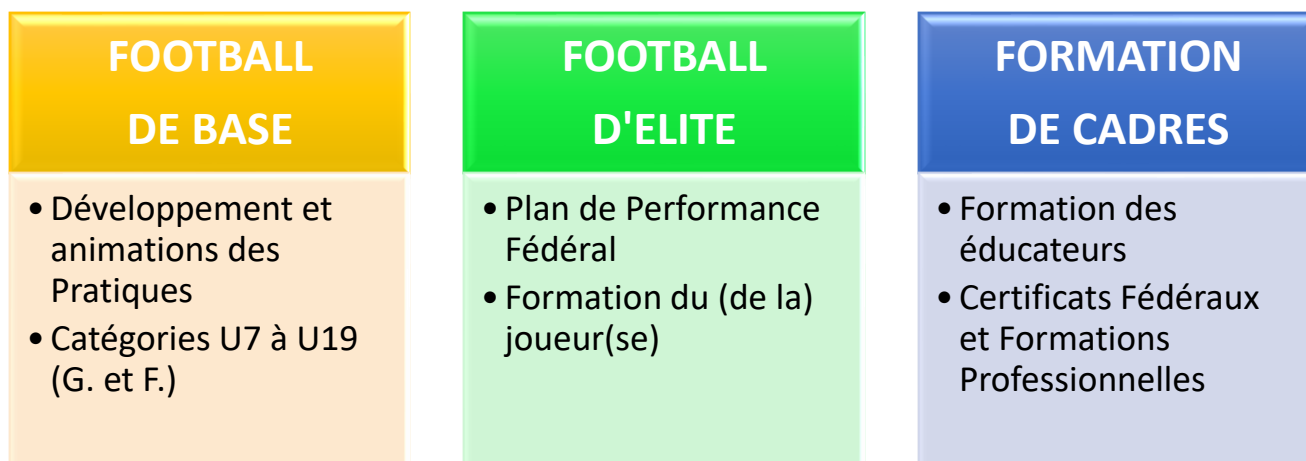 FOOTBALL
DE BASE
• Développement et
animations des
Pratiques
• Catégories U7 à U19
(G. et F.)
FOOTBALL
D'ELITE
• Plan de Performance
Fédéral
• Formation du (de la)
joueur(se)
FORMATION
DE CADRES
• Formation des
éducateurs
• Certificats Fédéraux
et Formations
Professionnelles